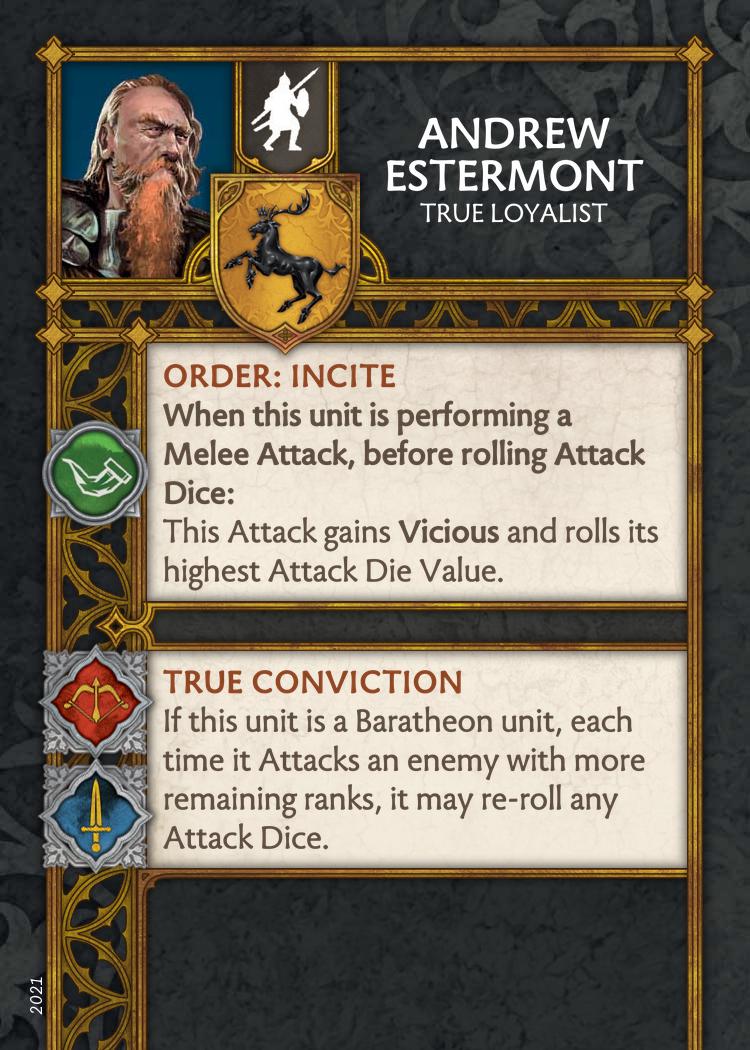 ANDREW
ESTERMONT
TRUE LOYALIST
ORDER: INCITE
When this unit is performing a
Melee Attack, before rolling Attack
Dice:
This Attack gains Vicious and rolls its
highest Attack Die Value.
TRUE CONVICTION
If this unit is a Baratheon unit, each
time it Attacks an enemy with more
remaining ranks, it may re-roll any
Attack Dice.
2021